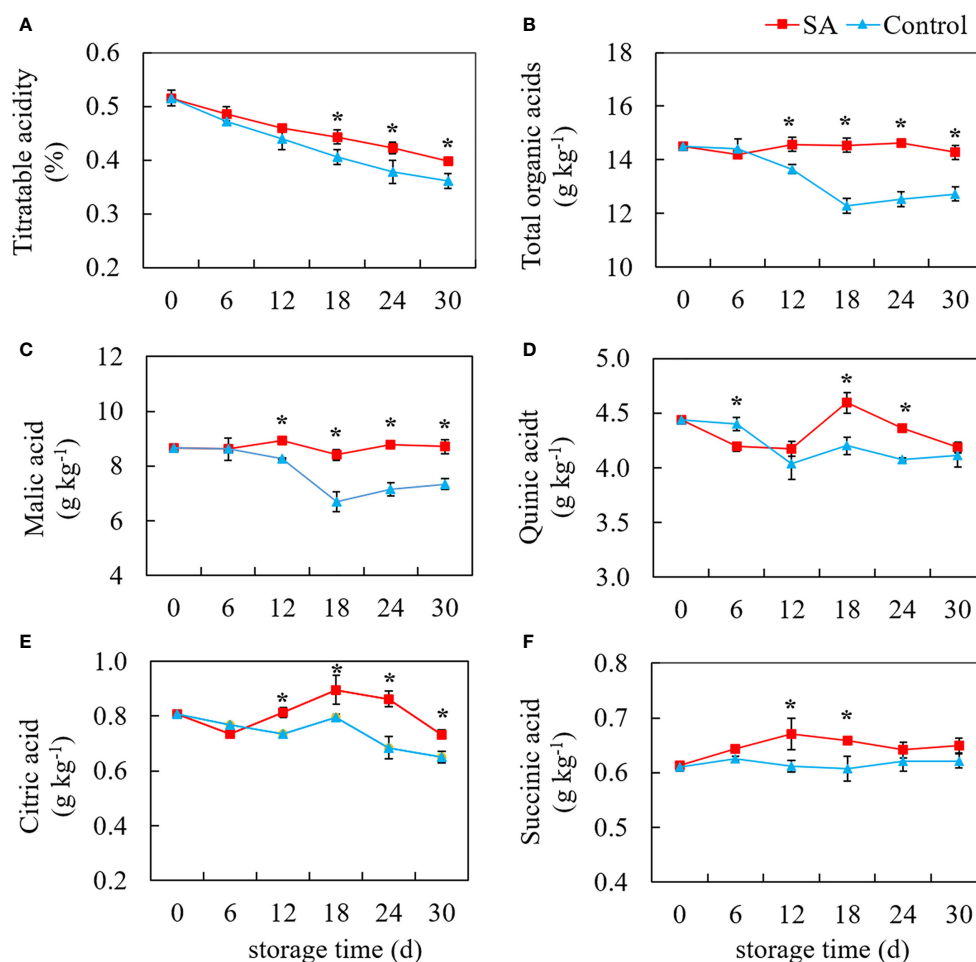 A
B
SA Control
Titratable acidity
(%)
0.6
0.5
0.4
0.3
0.2
*
*
*
0 6 12 18 24 30
Total organic acids
(g kg⁻¹)
18
16
14
12
10
* * * *
0 6 12 18 24 30
C
D
Malic acid
(g kg⁻¹)
12
10
8
6
4
* * * *
0 6 12 18 24 30
Quinic acidt
(g kg⁻¹)
5.0
4.5
4.0
3.5
3.0
* * *
0 6 12 18 24 30
E
F
Citric acid
(g kg⁻¹)
1.0
0.8
0.6
0.4
0.2
* * * *
0 6 12 18 24 30
storage time (d)
Succinic acid
(g kg⁻¹)
0.8
0.7
0.6
0.5
0.4
* *
0 6 12 18 24 30
storage time (d)